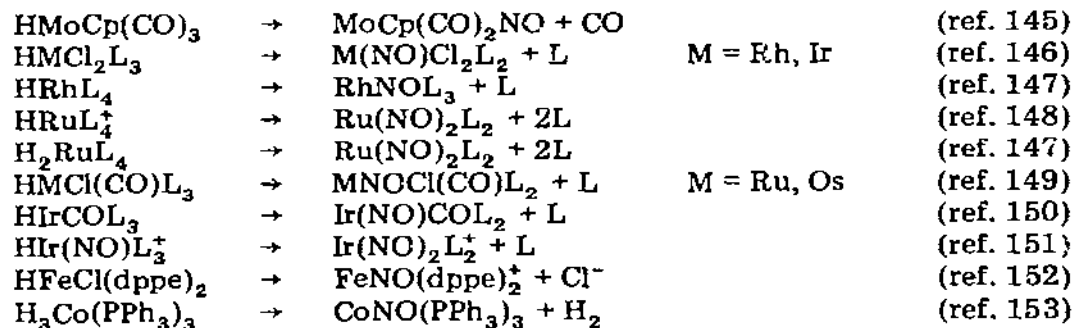 HMoCp(CO)₃ → MoCp(CO)₂NO + CO (ref. 145)
HMCl₂L₃ → M(NO)Cl₂L₂ + L M = Rh, Ir (ref. 146)
HRhL₄ → RhNOL₃ + L (ref. 147)
HRuL₄⁺ → Ru(NO)₂L₂ + 2L (ref. 148)
H₂RuL₄ → Ru(NO)₂L₂ + 2L (ref. 147)
HMCl(CO)L₃ → MNOCl(CO)L₂ + L M = Ru, Os (ref. 149)
HIrCOL₃ → Ir(NO)COL₂ + L (ref. 150)
HIr(NO)L₃⁺ → Ir(NO)₂L₂⁺ + L (ref. 151)
HFeCl(dppe)₂ → FeNO(dppe)₂⁺ + Cl⁻ (ref. 152)
H₃Co(PPh₃)₃ → CoNO(PPh₃)₃ + H₂ (ref. 153)